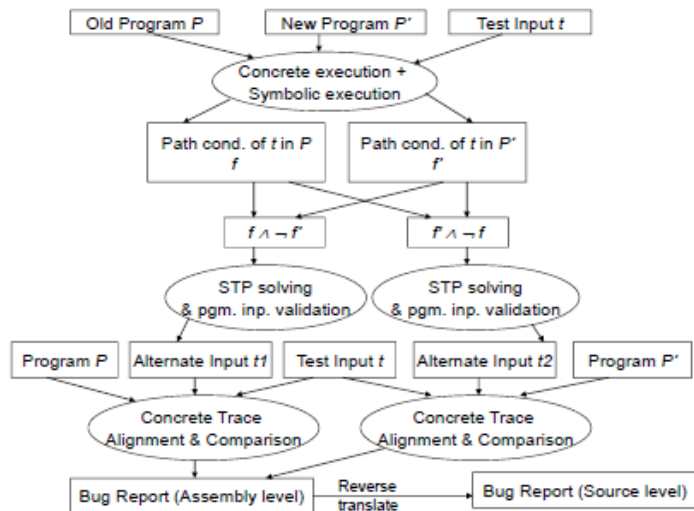 Old Program P
New Program P'
Test Input t
Concrete execution +
Symbolic execution
Path cond. of t in P
f
Path cond. of t in P'
f'
f ∧ ¬ f'
f' ∧ ¬ f
STP solving
& pgm. inp. validation
STP solving
& pgm. inp. validation
Program P
Alternate Input t1
Test Input t
Alternate Input t2
Program P'
Concrete Trace
Alignment & Comparison
Concrete Trace
Alignment & Comparison
Bug Report (Assembly level)
Reverse
translate
Bug Report (Source level)